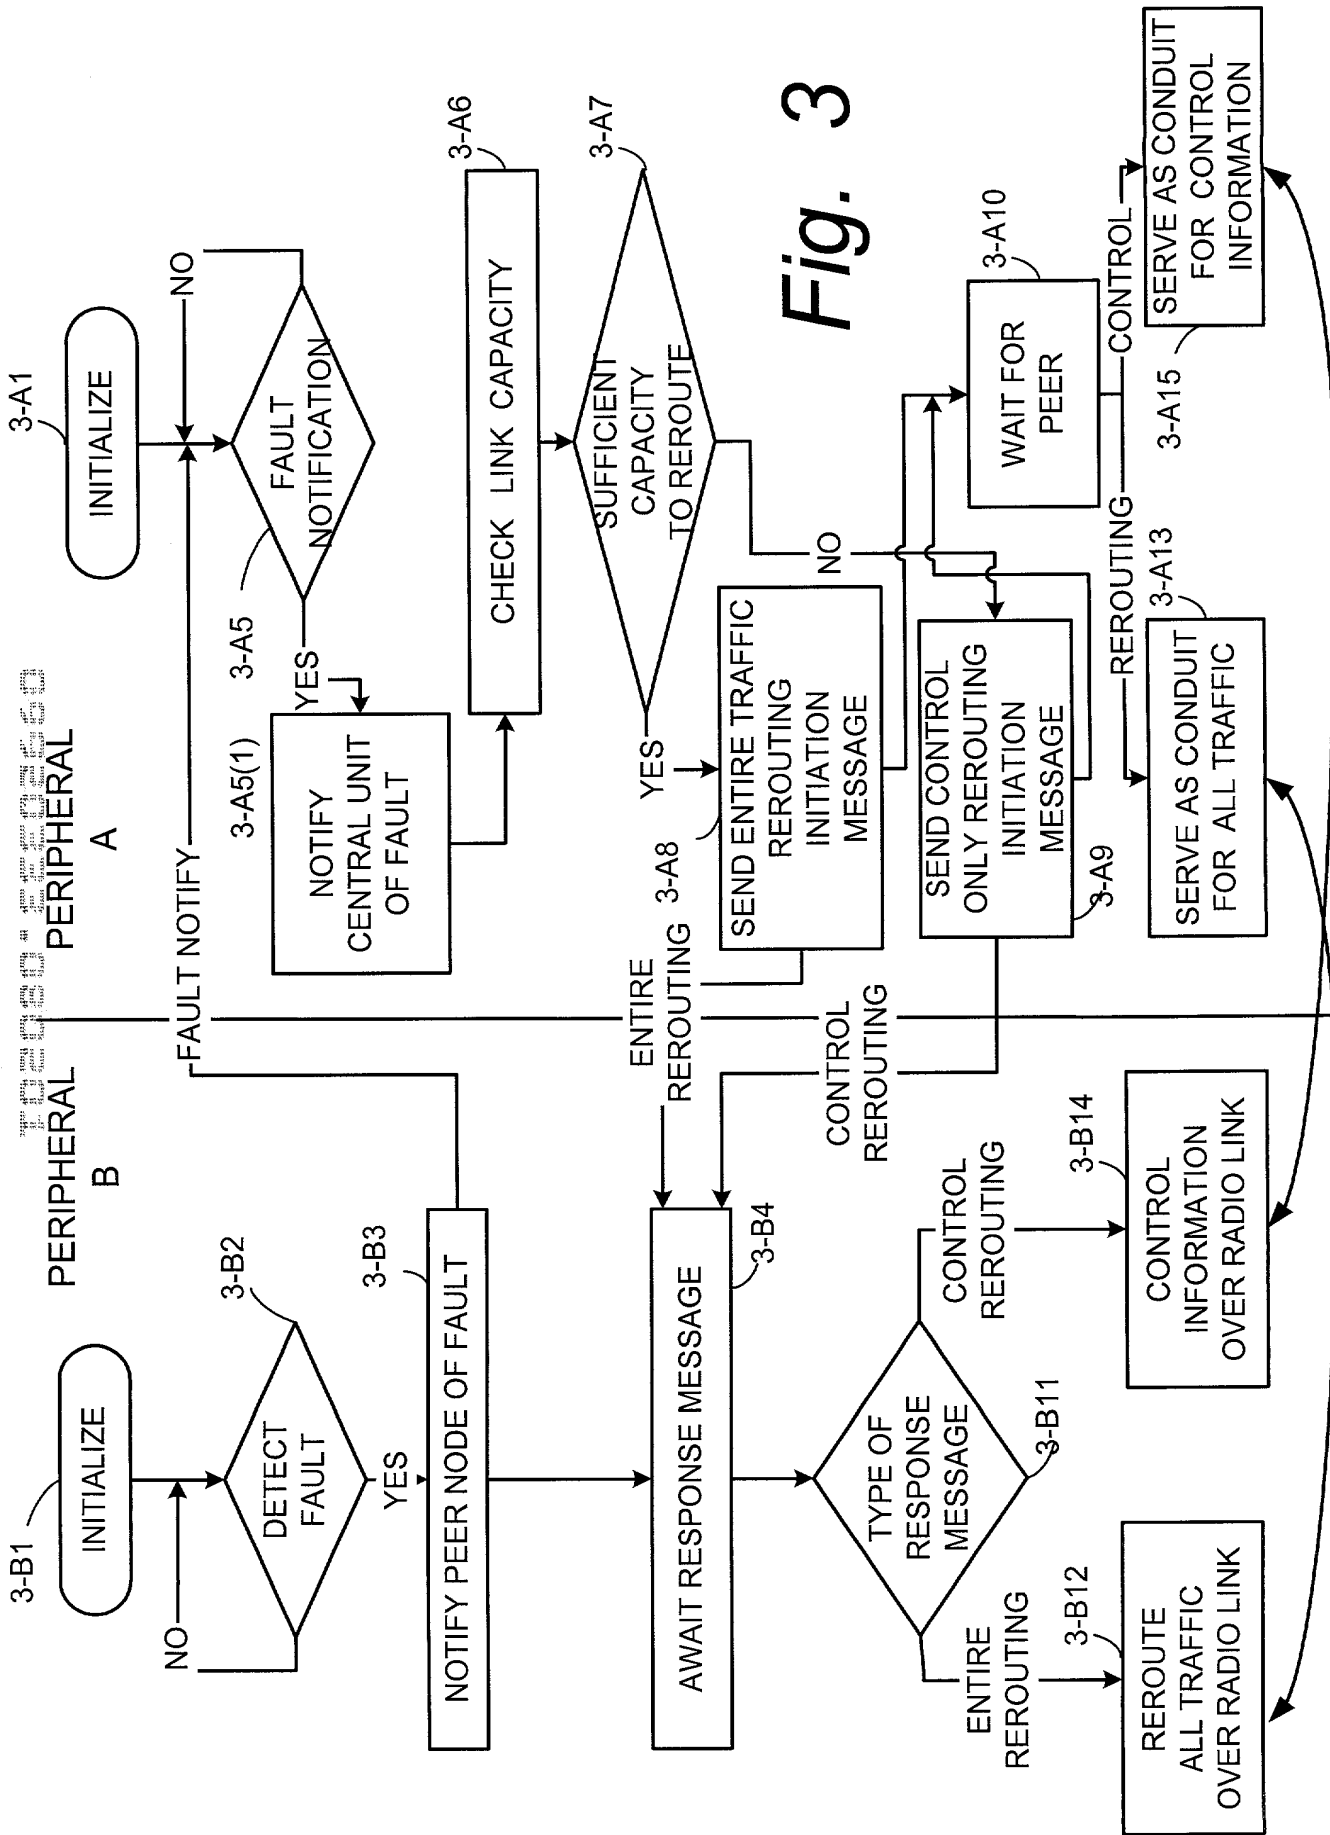 PERIPHERAL
B
PERIPHERAL
A
3-B1
INITIALIZE
NO
DETECT
FAULT
3-B2
YES
3-B3
NOTIFY PEER NODE OF FAULT
FAULT NOTIFY
3-A1
INITIALIZE
NO
FAULT
NOTIFICATION
3-A5
YES
3-A5(1)
NOTIFY
CENTRAL UNIT
OF FAULT
3-A6
CHECK LINK CAPACITY
3-A7
SUFFICIENT
CAPACITY
TO REROUTE
YES
NO
3-A8
SEND ENTIRE TRAFFIC
REROUTING
INITIATION
MESSAGE
ENTIRE
REROUTING
SEND CONTROL
ONLY REROUTING
INITIATION
MESSAGE
3-A9
CONTROL
REROUTING
AWAIT RESPONSE MESSAGE
3-B4
TYPE OF
RESPONSE
MESSAGE
3-B11
ENTIRE
REROUTING
CONTROL
REROUTING
3-B12
REROUTE
ALL TRAFFIC
OVER RADIO LINK
3-B14
CONTROL
INFORMATION
OVER RADIO LINK
3-A10
WAIT FOR
PEER
REROUTING
CONTROL
3-A13
SERVE AS CONDUIT
FOR ALL TRAFFIC
3-A15
SERVE AS CONDUIT
FOR CONTROL
INFORMATION
Fig. 3